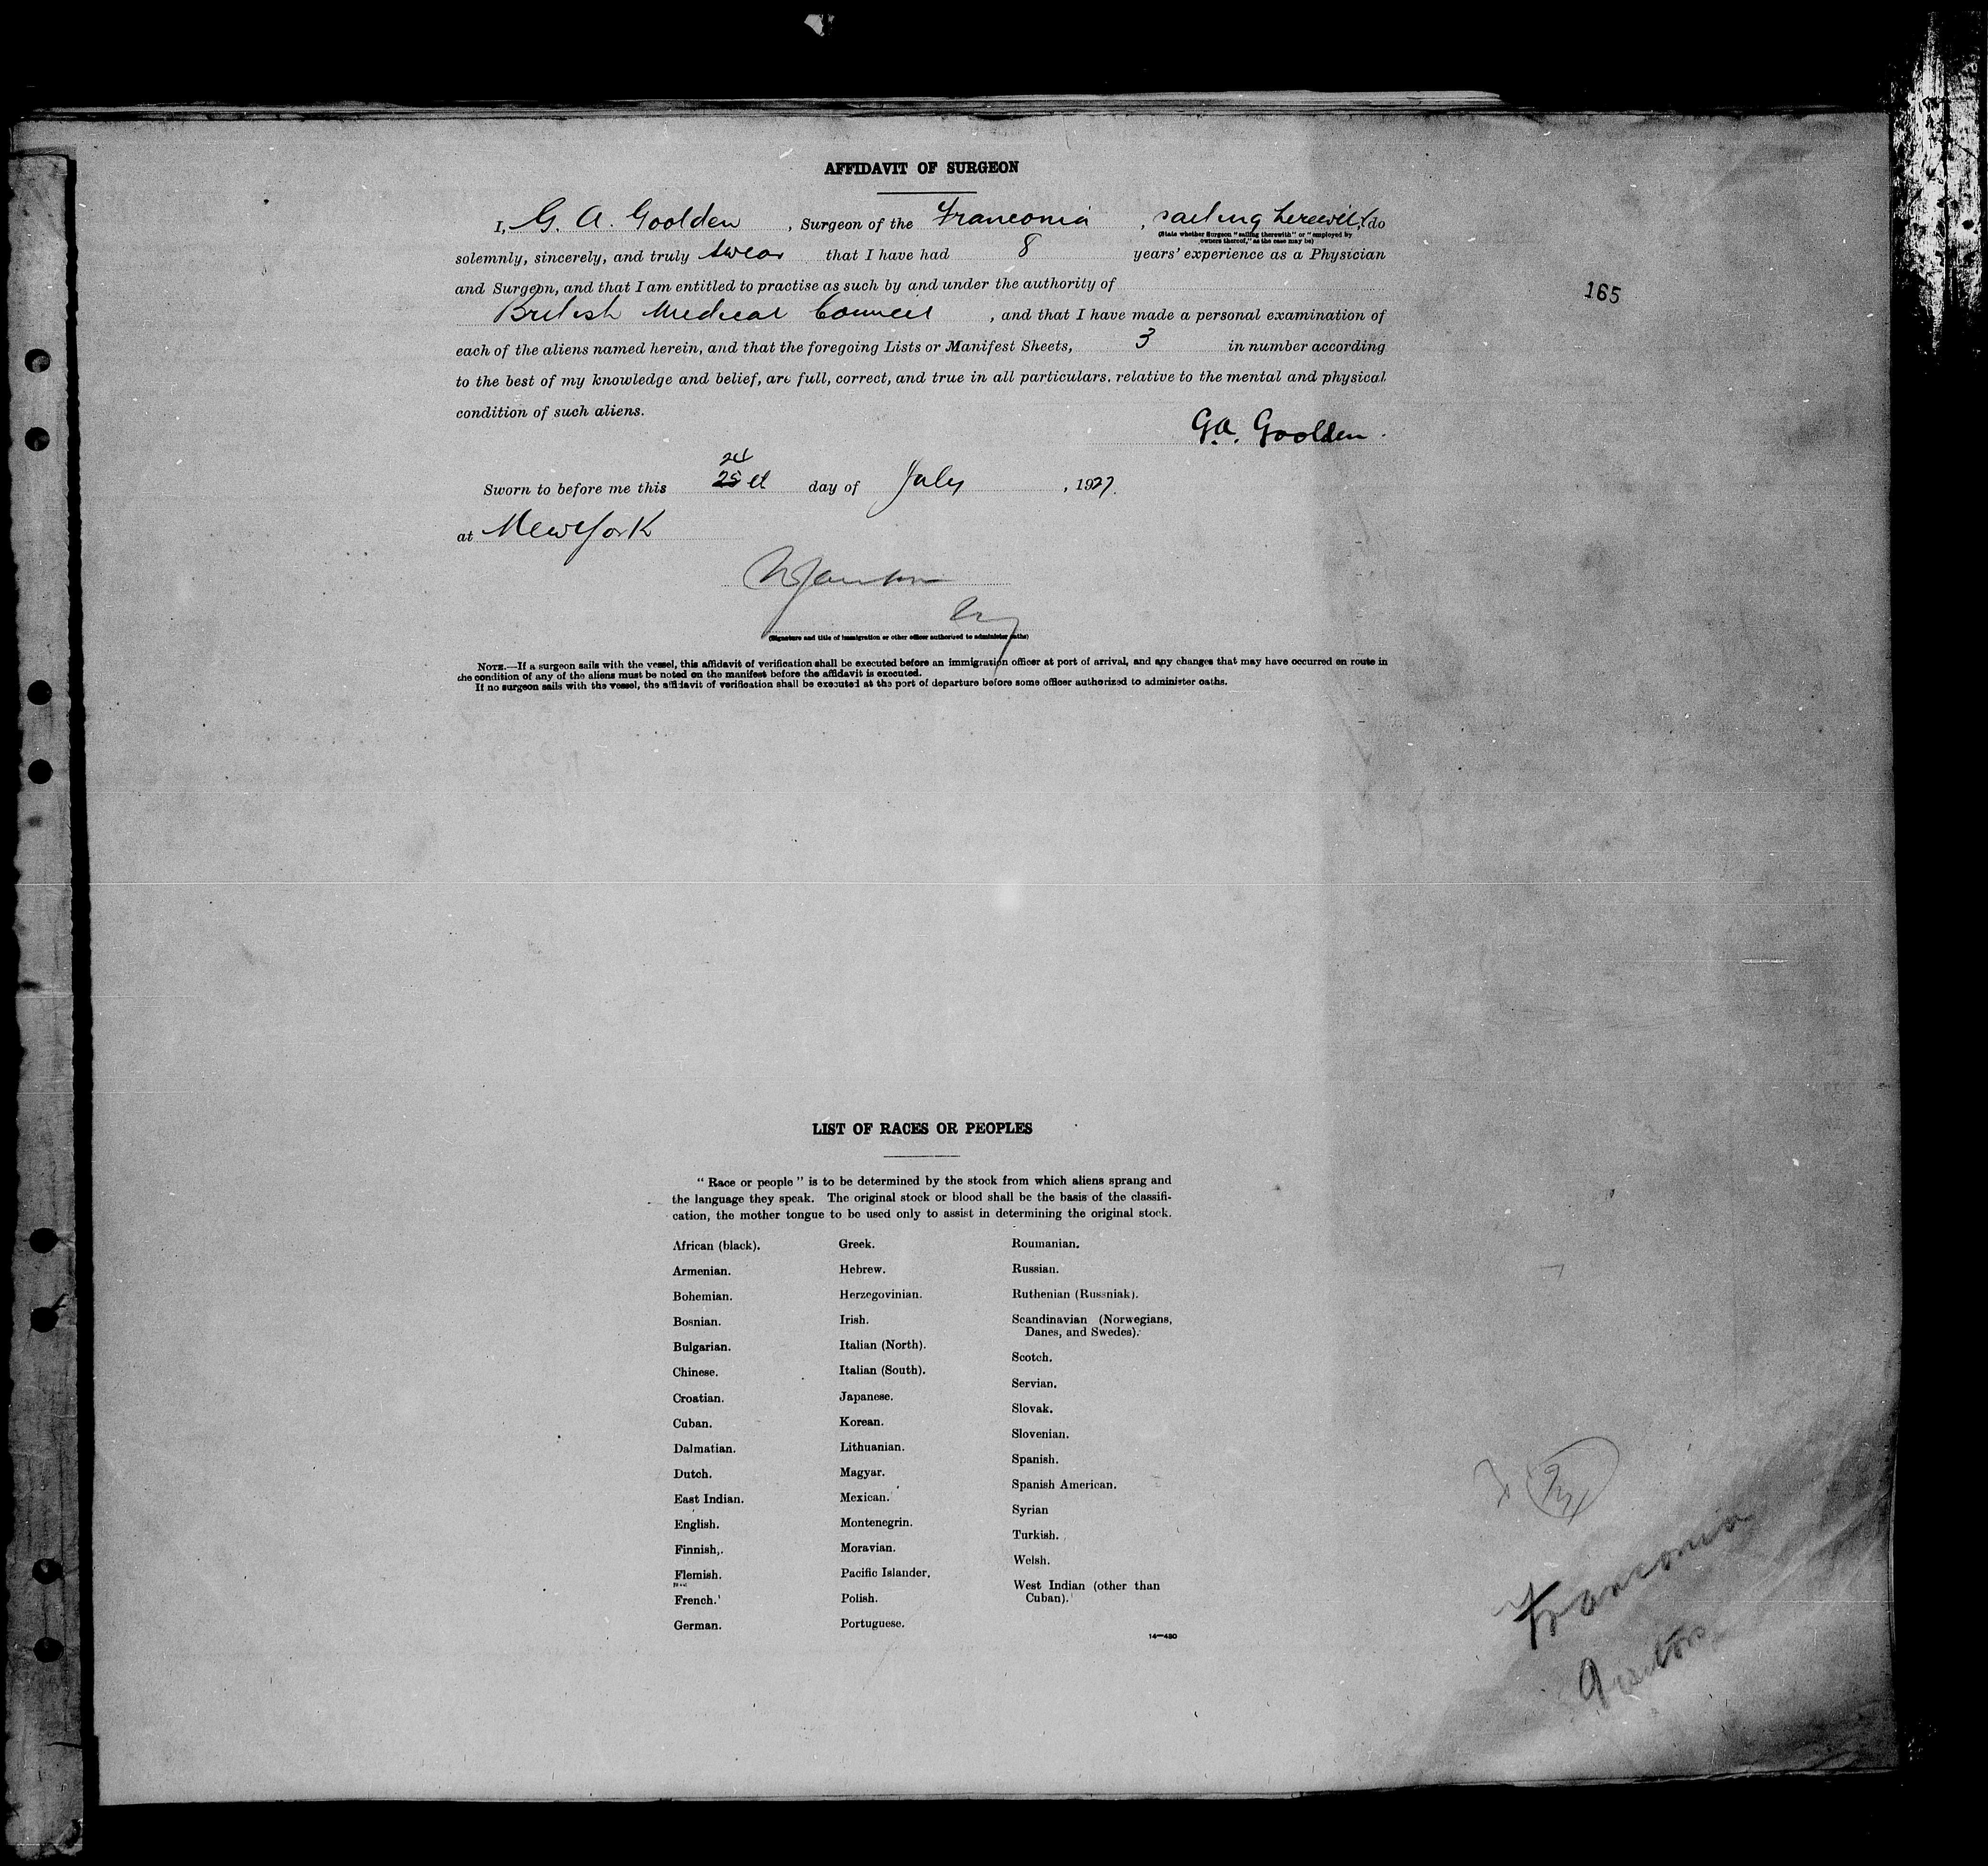 AFFIDAVIT OF SURGEON
I, G. A. Goolden, Surgeon of the Franconia, sailing herewith, do
(State whether Surgeon "sailing therewith" or "employed by
owners thereof," as the case may be)
solemnly, sincerely, and truly swear that I have had 8 years' experience as a Physician
and Surgeon, and that I am entitled to practise as such by and under the authority of
165
British Medical Council, and that I have made a personal examination of
each of the aliens named herein, and that the foregoing Lists or Manifest Sheets, 3 in number according
to the best of my knowledge and belief, are full, correct, and true in all particulars, relative to the mental and physical
condition of such aliens.
G.A. Goolden.
24
Sworn to before me this 25 day of July, 1927.
at New York
(Signature and title of immigration or other officer authorized to administer oaths)
NOTE.—If a surgeon sails with the vessel, this affidavit of verification shall be executed before an immigration officer at port of arrival, and any changes that may have occurred en route in
the condition of any of the aliens must be noted on the manifest before the affidavit is executed.
If no surgeon sails with the vessel, the affidavit of verification shall be executed at the port of departure before some officer authorized to administer oaths.
LIST OF RACES OR PEOPLES
"Race or people" is to be determined by the stock from which aliens sprang and
the language they speak. The original stock or blood shall be the basis of the classifi-
cation, the mother tongue to be used only to assist in determining the original stock.
African (black).
Armenian.
Bohemian.
Bosnian.
Bulgarian.
Chinese.
Croatian.
Cuban.
Dalmatian.
Dutch.
East Indian.
English.
Finnish.
Flemish.
French.
German.
Greek.
Hebrew.
Herzegovinian.
Irish.
Italian (North).
Italian (South).
Japanese.
Korean.
Lithuanian.
Magyar.
Mexican.
Montenegrin.
Moravian.
Pacific Islander.
Polish.
Portuguese.
Roumanian.
Russian.
Ruthenian (Russniak).
Scandinavian (Norwegians,
Danes, and Swedes).
Scotch.
Servian.
Slovak.
Slovenian.
Spanish.
Spanish American.
Syrian
Turkish.
Welsh.
West Indian (other than
Cuban).
14—430
Franconia